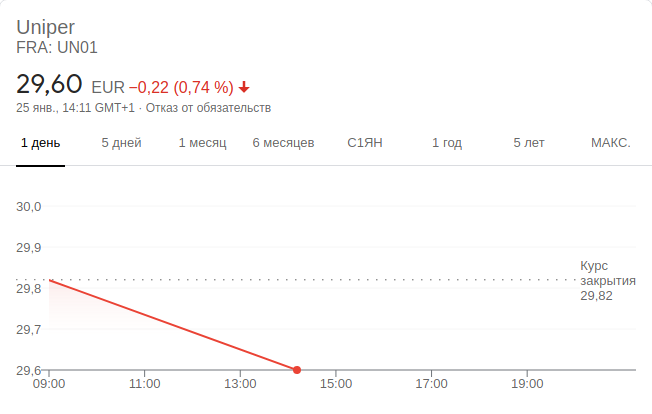 Uniper
FRA: UN01
29,60 EUR −0,22 (0,74 %)
25 янв., 14:11 GMT+1 · Отказ от обязательств
1 день 5 дней 1 месяц 6 месяцев С1ЯН 1 год 5 лет МАКС.
30,0
29,9
Курс
закрытия
29,82
29,8
29,7
29,6
09:00 11:00 13:00 15:00 17:00 19:00